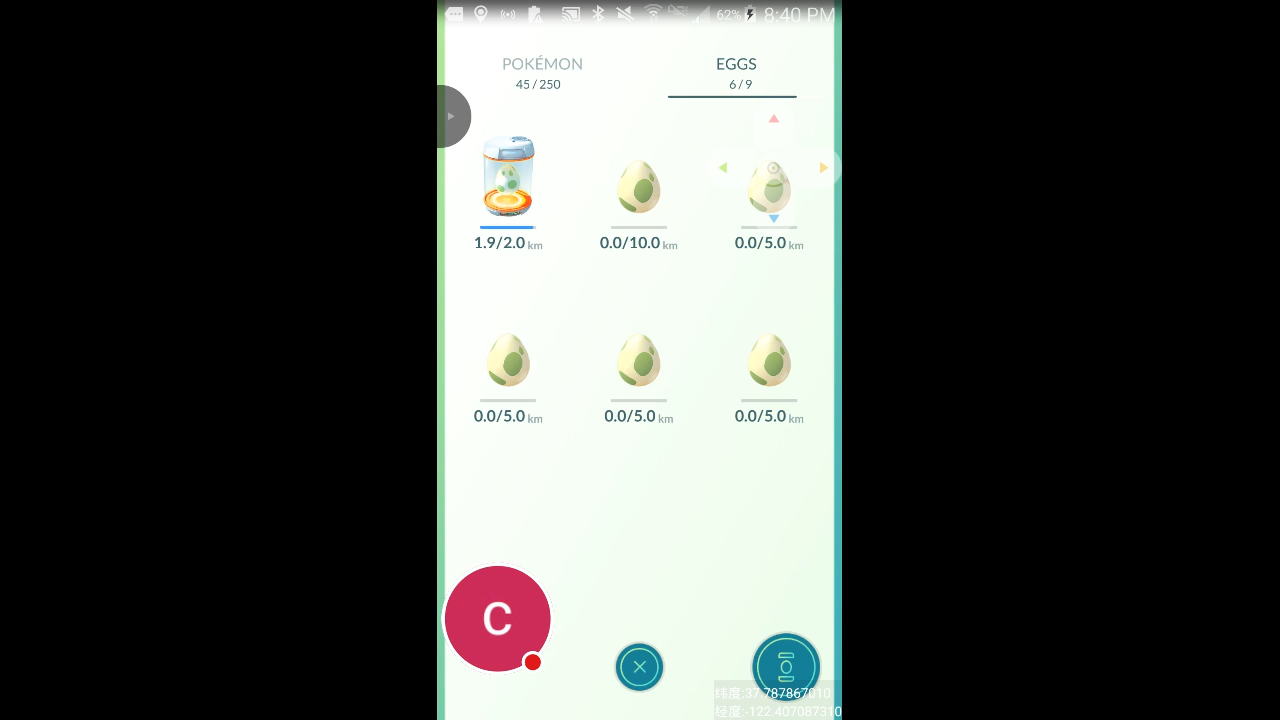 62% 8:40 PM
POKÉMON
45/250
EGGS
6/9
1.9/2.0 km
0.0/10.0 km
0.0/5.0 km
0.0/5.0 km
0.0/5.0 km
0.0/5.0 km
C
纬度:37.787867010
经度:-122.407087310